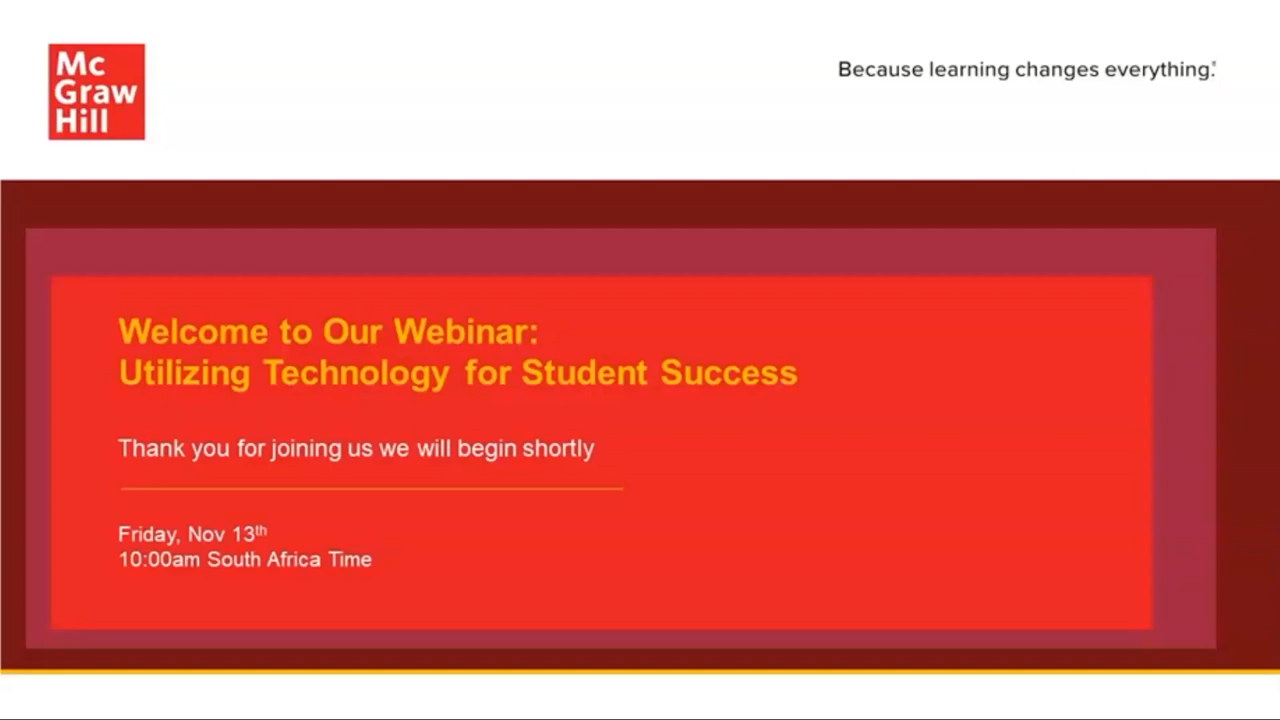 Mc
Graw
Hill
Because learning changes everything.®
Welcome to Our Webinar:
Utilizing Technology for Student Success
Thank you for joining us we will begin shortly
Friday, Nov 13th
10:00am South Africa Time